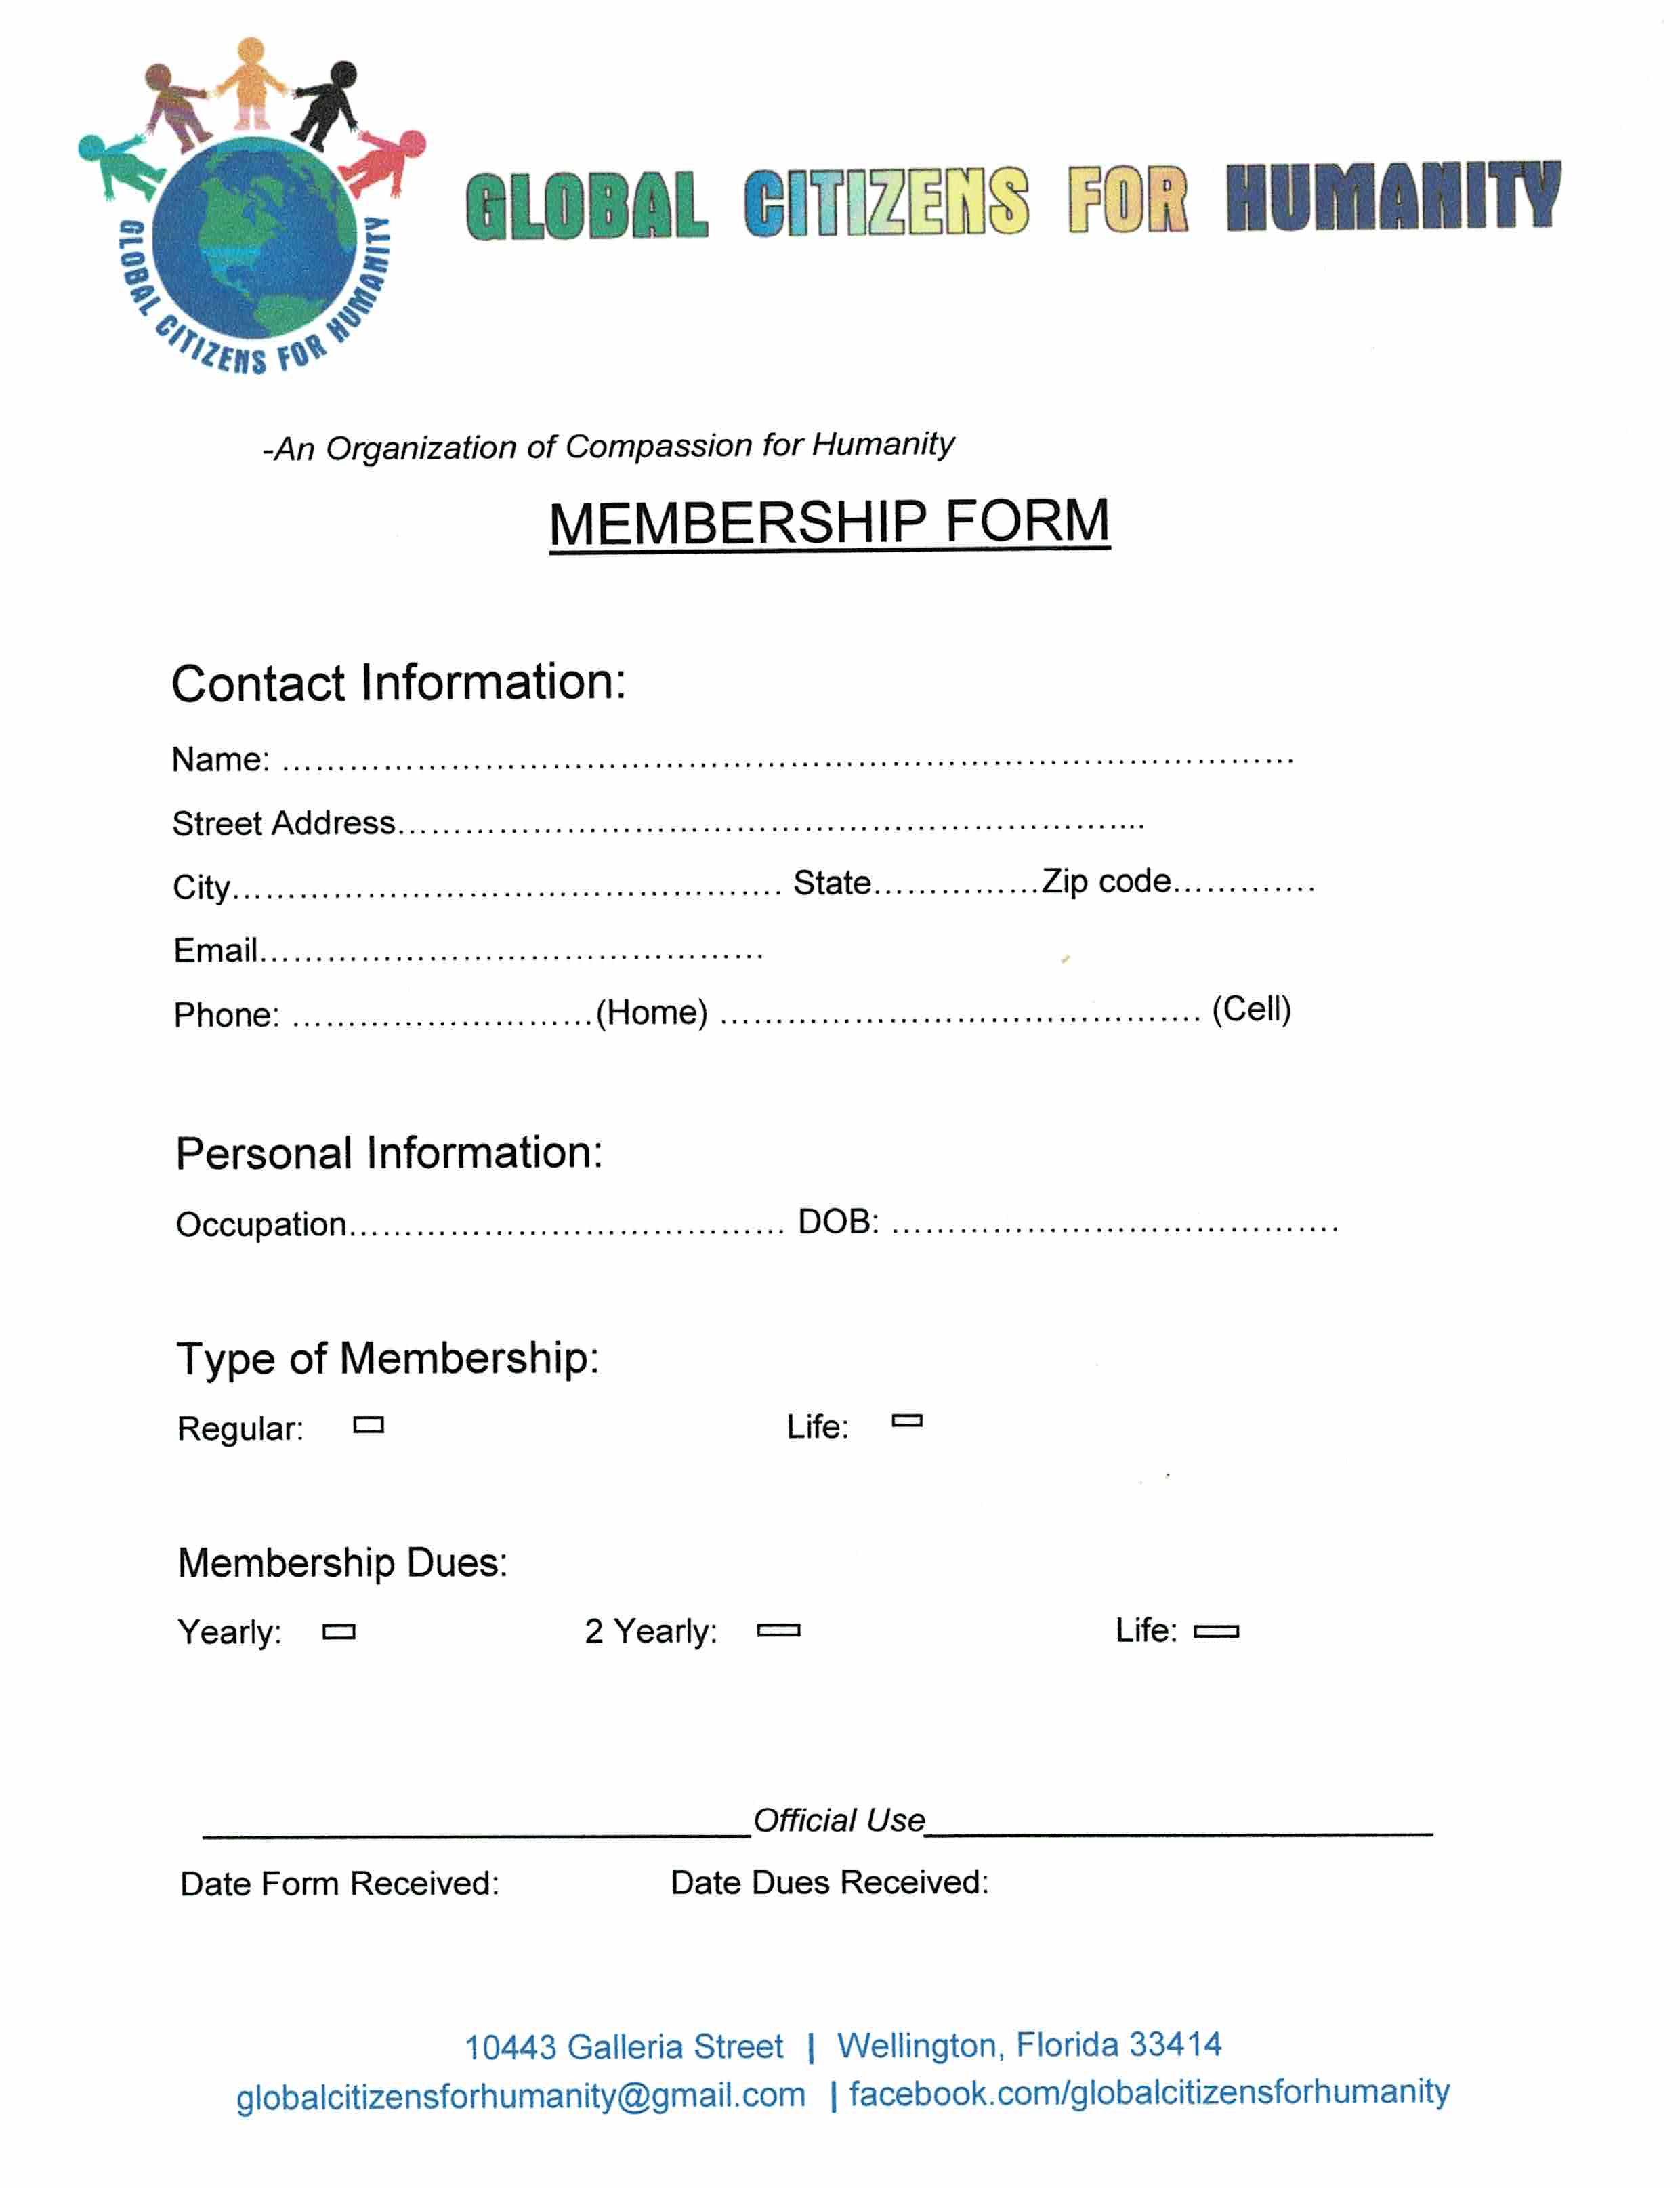 GLOBAL CITIZENS FOR HUMANITY
GLOBAL CITIZENS FOR HUMANITY
-An Organization of Compassion for Humanity
MEMBERSHIP FORM
Contact Information:
Name: ..........................................................................................
Street Address..................................................................
City................................................. State...............Zip code.............
Email.............................................
Phone: ...........................(Home) ........................................... (Cell)
Personal Information:
Occupation....................................... DOB: ........................................
Type of Membership:
Regular: Life:
Membership Dues:
Yearly: 2 Yearly: Life:
Official Use
Date Form Received: Date Dues Received:
10443 Galleria Street | Wellington, Florida 33414
globalcitizensforhumanity@gmail.com | facebook.com/globalcitizensforhumanity